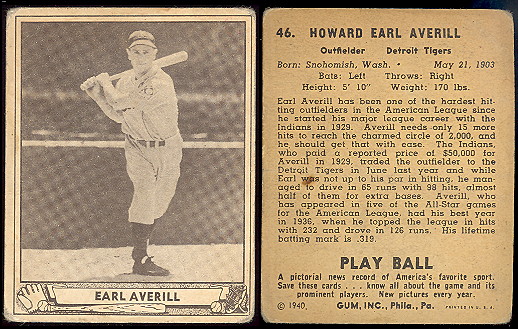 EARL AVERILL
46. HOWARD EARL AVERILL
Outfielder Detroit Tigers
Born: Snohomish, Wash. • May 21, 1903
Bats: Left Throws: Right
Height: 5' 10" Weight: 170 lbs.
Earl Averill has been one of the hardest hit-
ting outfielders in the American League since
he started his major league career with the
Indians in 1929. Averill needs only 15 more
hits to reach the charmed circle of 2,000, and
he should get that with ease. The Indians,
who paid a reported price of $50,000 for
Averill in 1929, traded the outfielder to the
Detroit Tigers in June last year and while
Earl was not up to his par in hitting, he man-
aged to drive in 65 runs with 98 hits, almost
half of them for extra bases. Averill, who
has appeared in five of the All-Star games
for the American League, had his best year
in 1936, when he topped the league in hits
with 232 and drove in 126 runs. His lifetime
batting mark is .319.
PLAY BALL
A pictorial news record of America's favorite sport.
Save these cards . . . know all about the game and its
prominent players. New pictures every year.
© 1940, GUM, INC., Phila., Pa. PRINTED IN U.S.A.